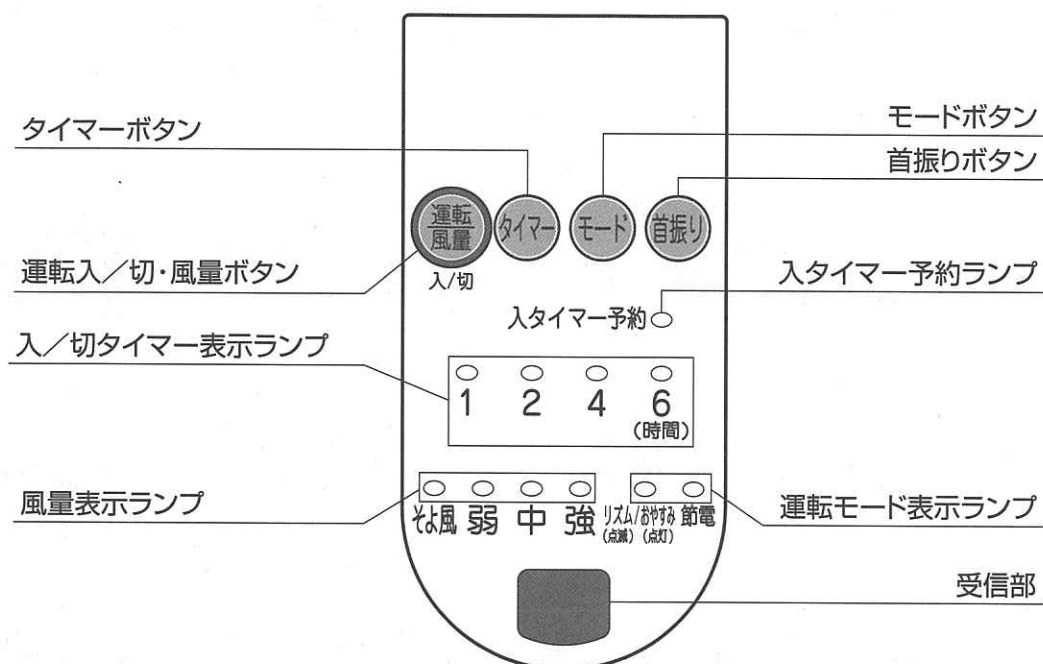 タイマーボタン
モードボタン
首振りボタン
運転
風量
タイマー
モード
首振り
入/切
運転入／切・風量ボタン
入タイマー予約ランプ
入タイマー予約
入／切タイマー表示ランプ
1 2 4 6
(時間)
風量表示ランプ
そよ風 弱 中 強 リズム/おやすみ 節電
(点滅) (点灯)
運転モード表示ランプ
受信部